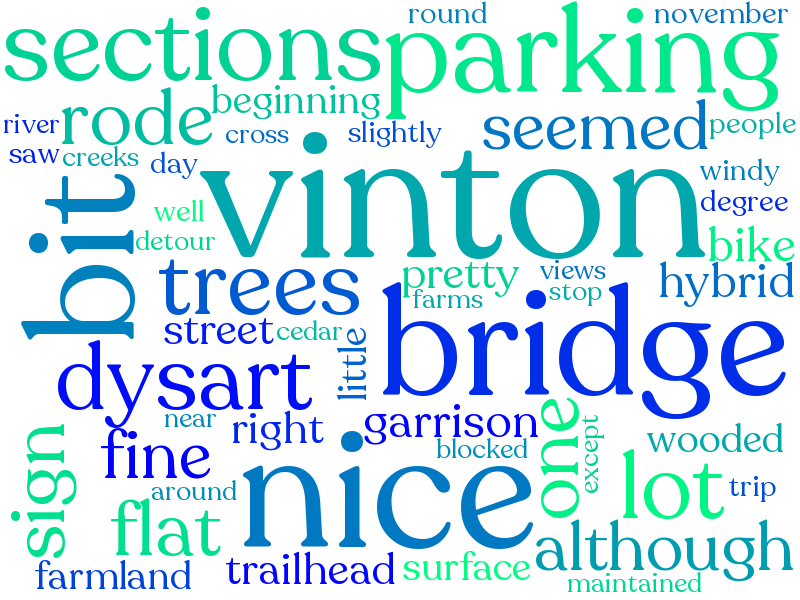 round
november
sections
parking
rode
beginning
river
cross
slightly
seemed
people
saw
creeks
day
vinton
windy
degree
bit
well
detour
bike
trees
pretty
views
hybrid
farms
stop
street
cedar
little
bridge
dysart
near
right
garrison
one
except
wooded
sign
fine
nice
blocked
lot
trip
around
flat
although
farmland
trailhead
surface
maintained